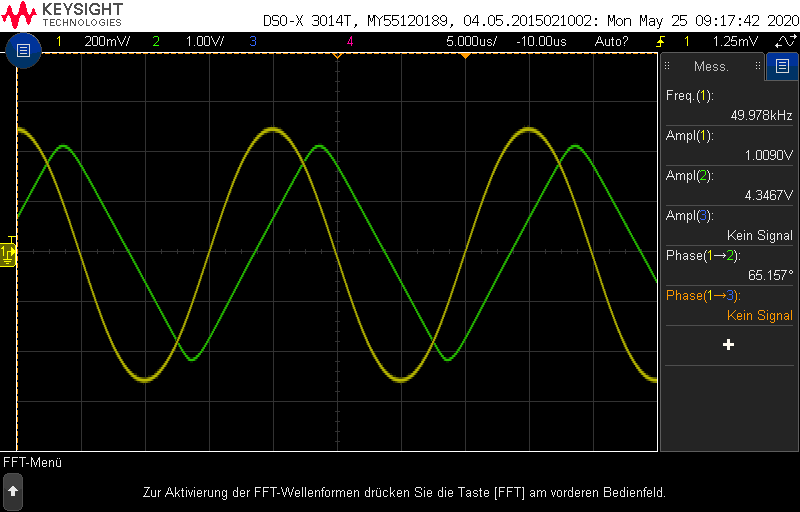 KEYSIGHT
TECHNOLOGIES
DSO-X 3014T, MY55120189, 04.05.2015021002: Mon May 25 09:17:42 2020
1 200mV/ 2 1.00V/ 3 4 5.000us/ -10.00us Auto? 1 1.25mV
Mess.
Freq.(1):
49.978kHz
Ampl(1):
1.0090V
Ampl(2):
4.3467V
Ampl(3):
Kein Signal
Phase(1→2):
65.157°
Phase(1→3):
Kein Signal
T
1
FFT-Menü
Zur Aktivierung der FFT-Wellenformen drücken Sie die Taste [FFT] am vorderen Bedienfeld.